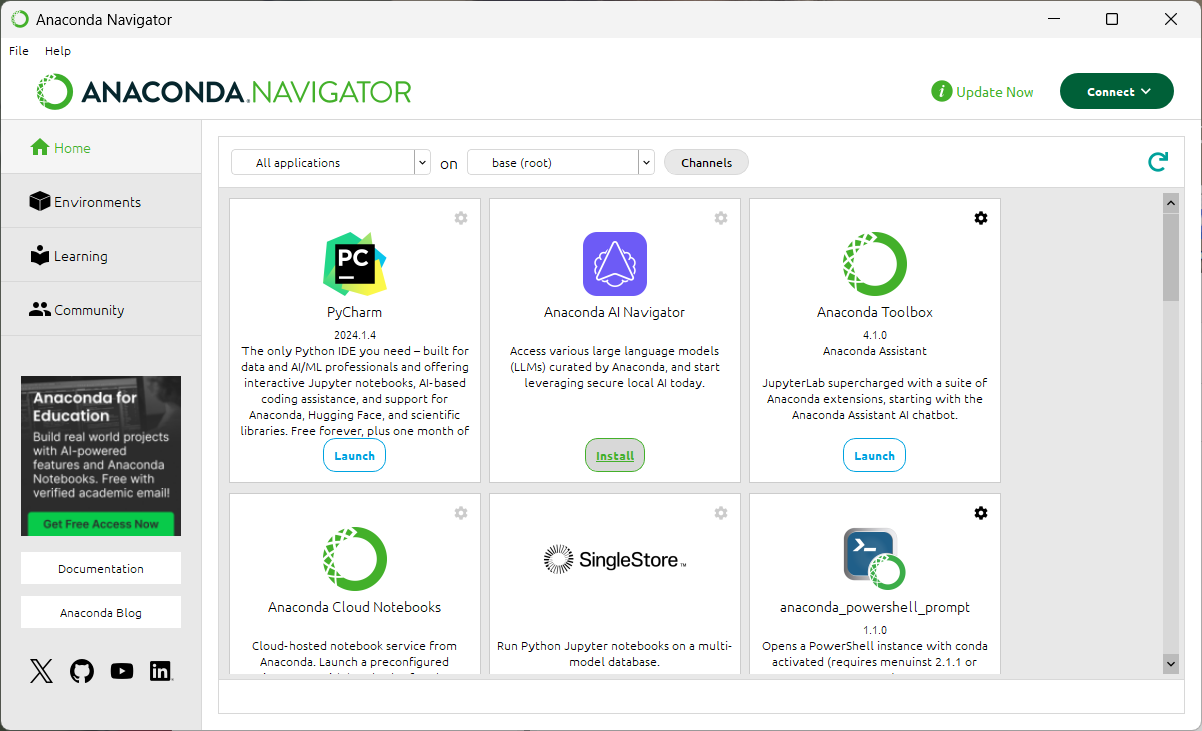 Anaconda Navigator
File Help
ANACONDA.NAVIGATOR
i Update Now
Connect
Home
Environments
Learning
Community
Anaconda for
Education
Build real world projects
with AI-powered
features and Anaconda
Notebooks. Free with
verified academic email!
Get Free Access Now
Documentation
Anaconda Blog
All applications on base (root) Channels
PC
PyCharm
2024.1.4
The only Python IDE you need – built for
data and AI/ML professionals and offering
interactive Jupyter notebooks, AI-based
coding assistance, and support for
Anaconda, Hugging Face, and scientific
libraries. Free forever, plus one month of
Launch
Anaconda AI Navigator
Access various large language models
(LLMs) curated by Anaconda, and start
leveraging secure local AI today.
Install
Anaconda Toolbox
4.1.0
Anaconda Assistant
JupyterLab supercharged with a suite of
Anaconda extensions, starting with the
Anaconda Assistant AI chatbot.
Launch
Anaconda Cloud Notebooks
Cloud-hosted notebook service from
Anaconda. Launch a preconfigured
SingleStore™
Run Python Jupyter notebooks on a multi-
model database.
anaconda_powershell_prompt
1.1.0
Opens a PowerShell instance with conda
activated (requires menuinst 2.1.1 or